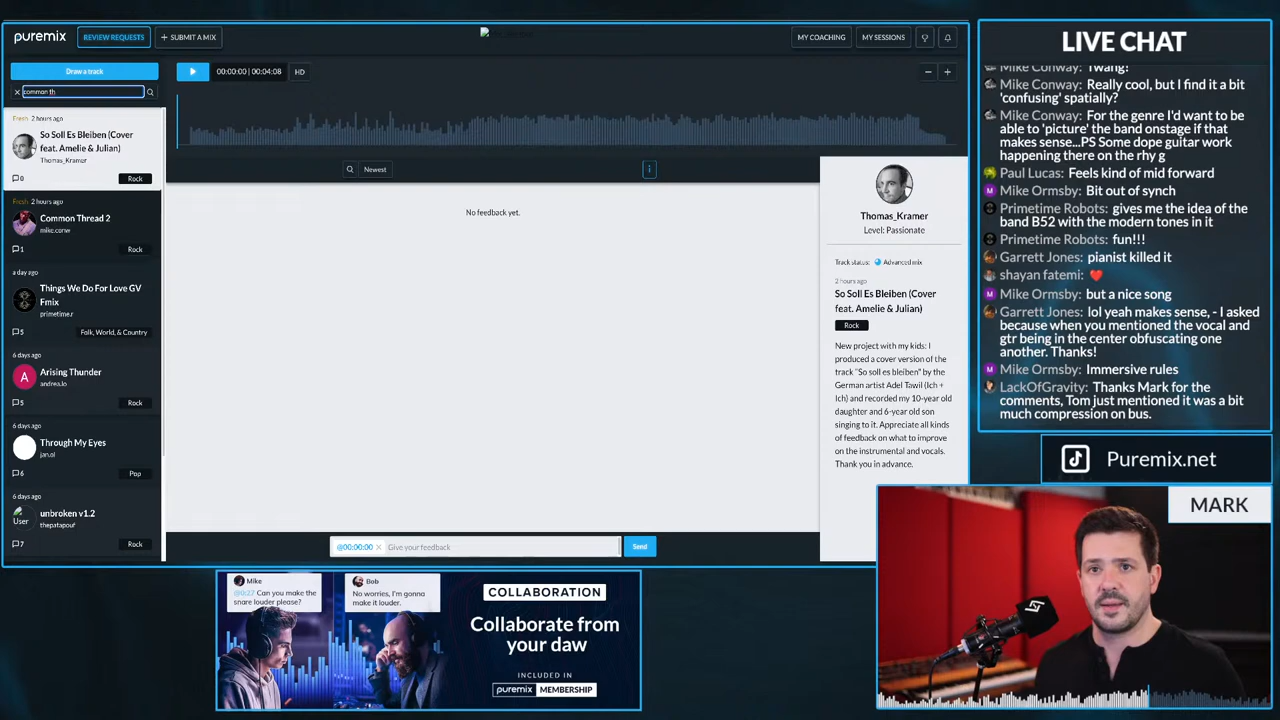 puremix
REVIEW REQUESTS
+ SUBMIT A MIX
MY COACHING
MY SESSIONS
Draw a track
common th
00:00:00 | 00:04:08
HD
Fresh 2 hours ago
So Soll Es Bleiben (Cover
feat. Amelie & Julian)
Thomas_Kramer
0
Rock
Fresh 2 hours ago
Common Thread 2
mike.conw
1
Rock
a day ago
Things We Do For Love GV
Fmix
primetime.r
5
Folk, World, & Country
6 days ago
A
Arising Thunder
andrea.lo
5
Rock
6 days ago
Through My Eyes
jan.ol
6
Pop
6 days ago
User
unbroken v1.2
thepatapouf
7
Rock
Newest
No feedback yet.
@00:00:00 ×
Give your feedback
Send
Thomas_Kramer
Level: Passionate
Track status: Advanced mix
2 hours ago
So Soll Es Bleiben (Cover
feat. Amelie & Julian)
Rock
New project with my kids: I
produced a cover version of the
track "So soll es bleiben" by the
German artist Adel Tawil (Ich +
Ich) and recorded my 10-year old
daughter and 6-year old son
singing to it. Appreciate all kinds
of feedback on what to improve
on the instrumental and vocals.
Thank you in advance.
LIVE CHAT
Mike Conway: Twang!
Mike Conway: Really cool, but I find it a bit
'confusing' spatially?
Mike Conway: For the genre I'd want to be
able to 'picture' the band onstage if that
makes sense...PS Some dope guitar work
happening there on the rhy g
Paul Lucas: Feels kind of mid forward
Mike Ormsby: Bit out of synch
Primetime Robots: gives me the idea of the
band B52 with the modern tones in it
Primetime Robots: fun!!!
Garrett Jones: pianist killed it
shayan fatemi: ❤️
Mike Ormsby: but a nice song
Garrett Jones: lol yeah makes sense, - I asked
because when you mentioned the vocal and
gtr being in the center obfuscating one
another. Thanks!
Mike Ormsby: Immersive rules
LackOfGravity: Thanks Mark for the
comments, Tom just mentioned it was a bit
much compression on bus.
Puremix.net
MARK
Mike
@0:27 Can you make the
snare louder please?
Bob
No worries, I'm gonna
make it louder.
COLLABORATION
Collaborate from
your daw
INCLUDED IN
puremix MEMBERSHIP